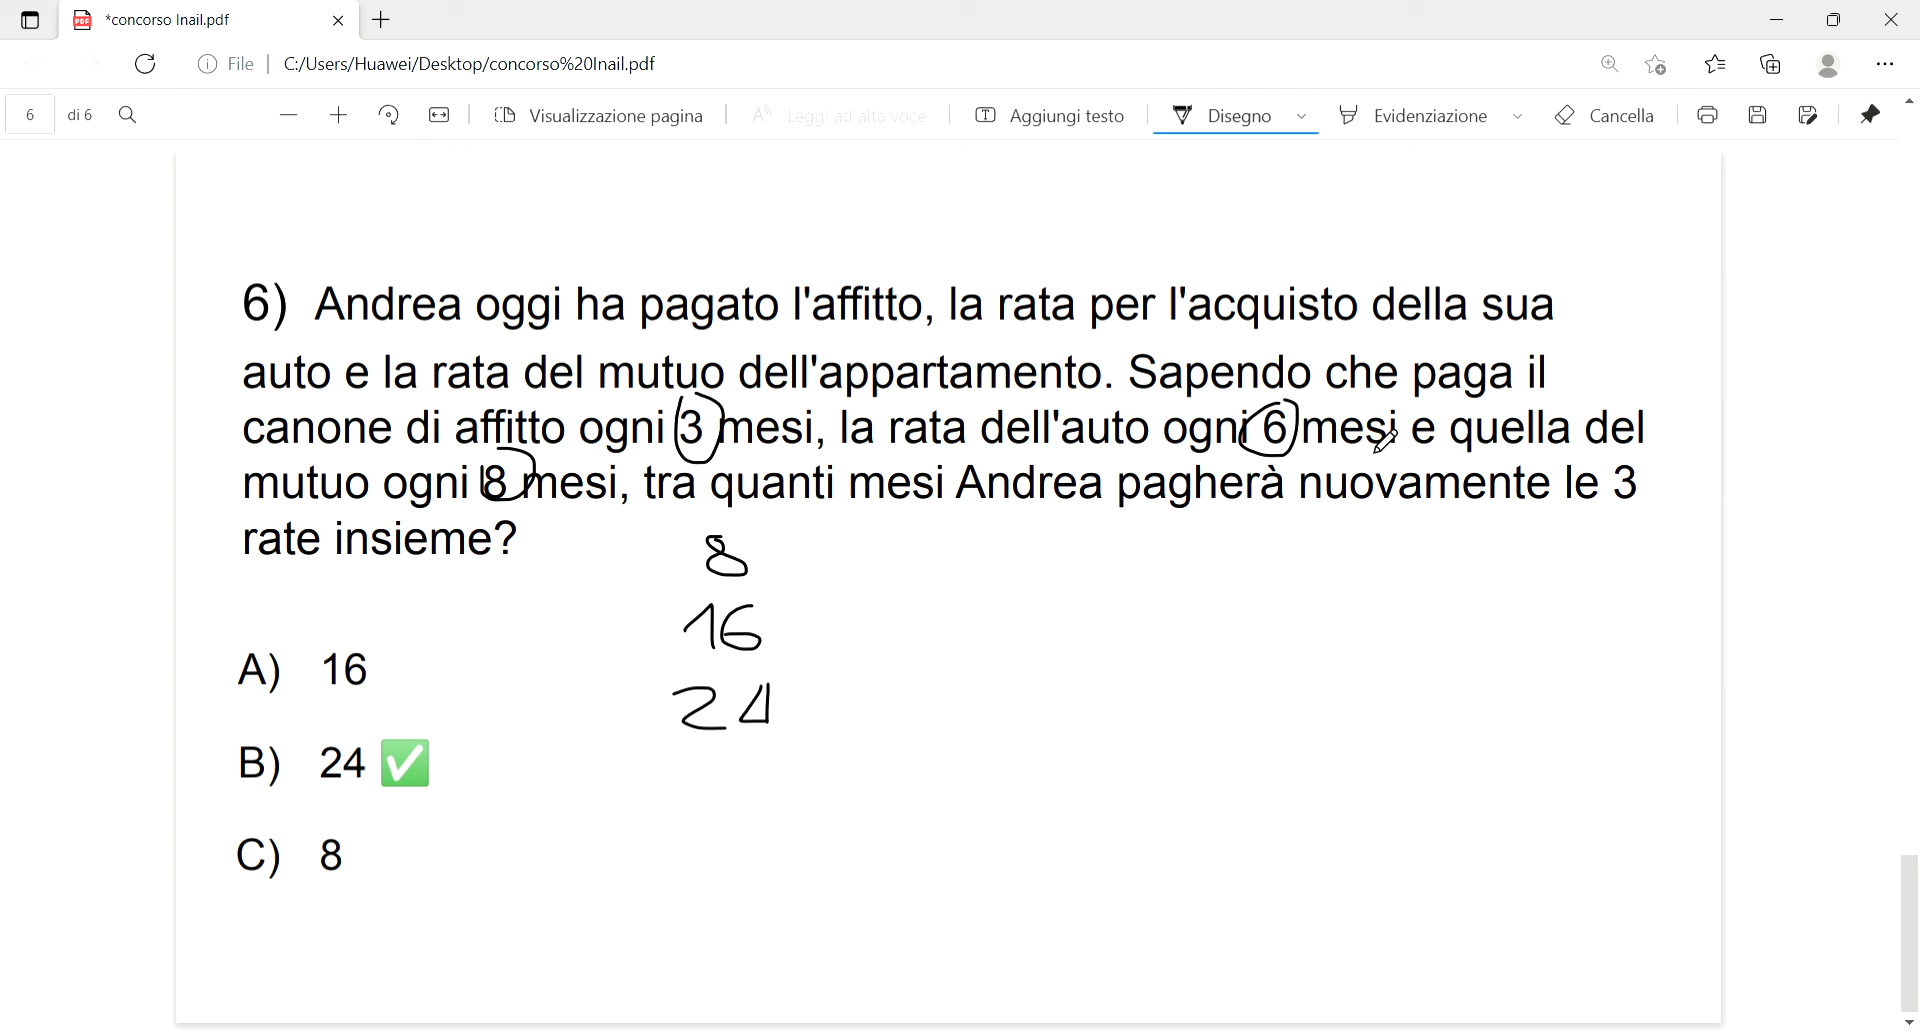 *concorso Inail.pdf
File
C:/Users/Huawei/Desktop/concorso%20Inail.pdf
6 di 6 Visualizzazione pagina Leggi ad alta voce Aggiungi testo Disegno Evidenziazione Cancella
6) Andrea oggi ha pagato l'affitto, la rata per l'acquisto della sua
auto e la rata del mutuo dell'appartamento. Sapendo che paga il
canone di affitto ogni 3 mesi, la rata dell'auto ogni 6 mesi e quella del
mutuo ogni 8 mesi, tra quanti mesi Andrea pagherà nuovamente le 3
rate insieme?
8
16
24
A) 16
B) 24 ✅
C) 8